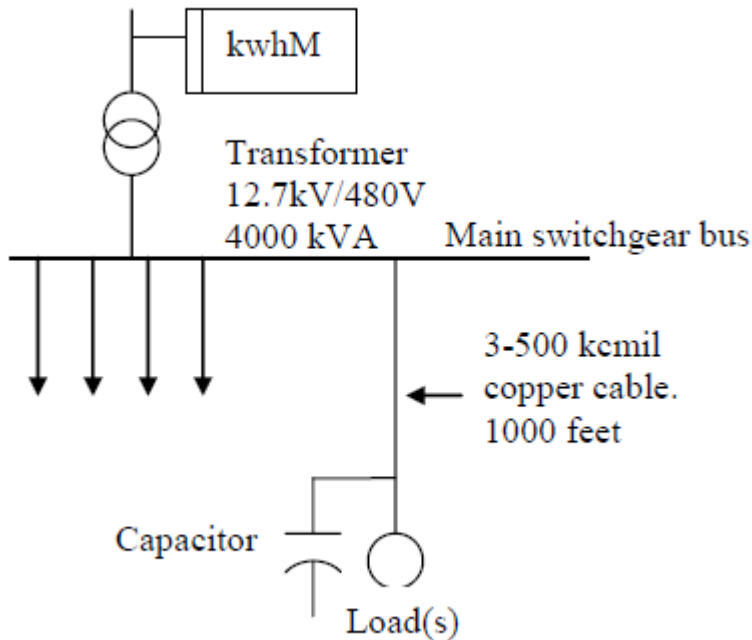 kwhM
Transformer
12.7kV/480V
4000 kVA
Main switchgear bus
3-500 kcmil
copper cable.
1000 feet
Capacitor
Load(s)